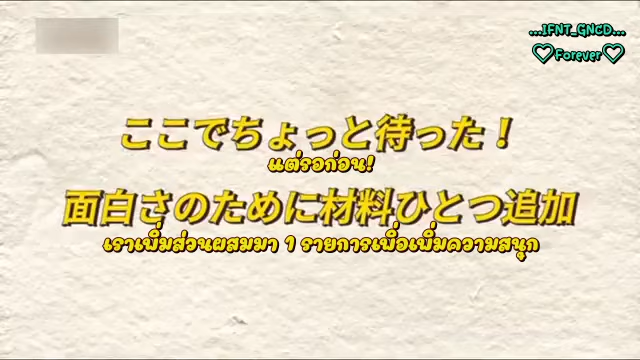 ...IFNT_GNCD...
♡Forever♡
ここでちょっと待った！
แต่รอก่อน!
面白さのために材料ひとつ追加
เราเพิ่มส่วนผสมมา 1 รายการเพื่อเพิ่มความสนุก